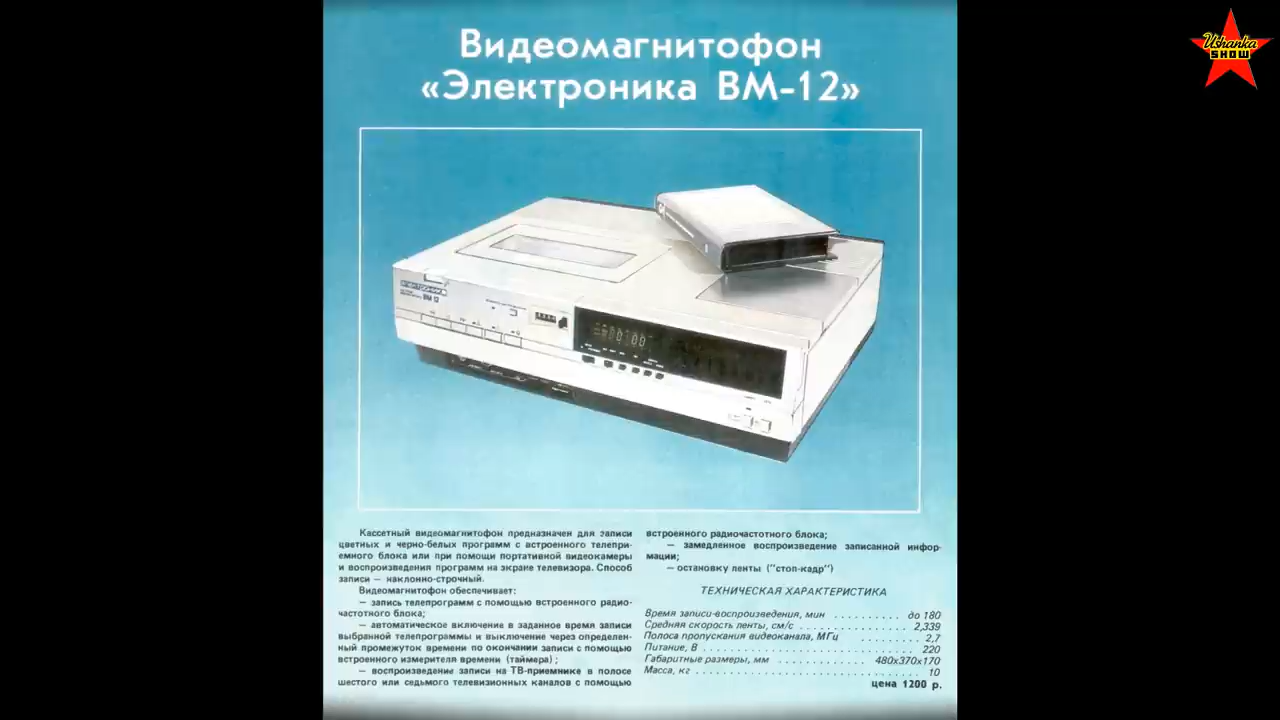 Ushanka
SHOW
Видеомагнитофон
«Электроника ВМ-12»
ВМ 12
Кассетный видеомагнитофон предназначен для записи
цветных и черно-белых программ с встроенного телепри-
емного блока или при помощи портативной видеокамеры
и воспроизведения программ на экране телевизора. Способ
записи — наклонно-строчный.
Видеомагнитофон обеспечивает:
— запись телепрограмм с помощью встроенного радио-
частотного блока;
— автоматическое включение в заданное время записи
выбранной телепрограммы и выключение через определен-
ный промежуток времени по окончании записи с помощью
встроенного измерителя времени (таймера);
— воспроизведение записи на ТВ-приемнике в полосе
шестого или седьмого телевизионных каналов с помощью
встроенного радиочастотного блока;
— замедленное воспроизведение записанной инфор-
мации;
— остановку ленты ("стоп-кадр")
ТЕХНИЧЕСКАЯ ХАРАКТЕРИСТИКА
Время записи-воспроизведения, мин . . . . . . . . . . до 180
Средняя скорость ленты, см/с . . . . . . . . . . . . . 2,339
Полоса пропускания видеоканала, МГц . . . . . . . . . 2,7
Питание, В . . . . . . . . . . . . . . . . . . . . 220
Габаритные размеры, мм . . . . . . . . . . . . 480х370х170
Масса, кг . . . . . . . . . . . . . . . . . . . . . 10
цена 1200 р.